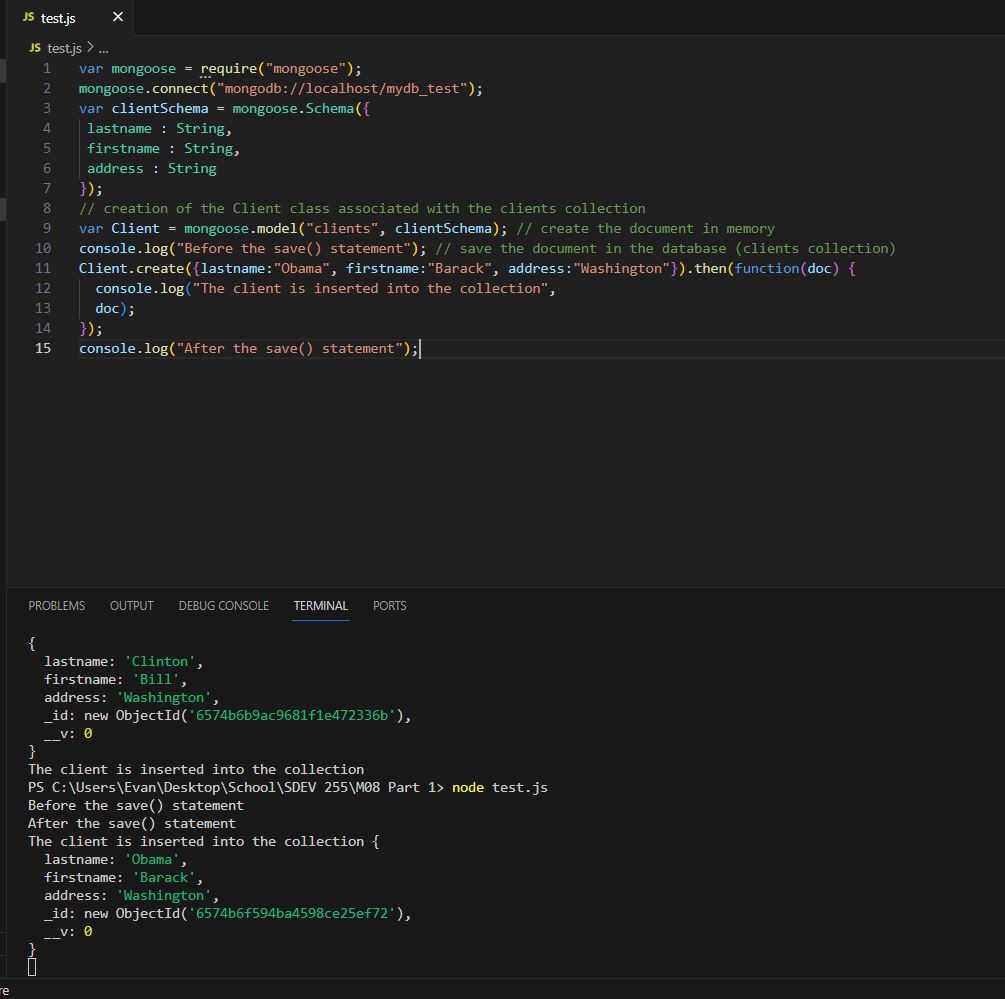 JS test.js ×
JS test.js > ...
1 var mongoose = require("mongoose");
2 mongoose.connect("mongodb://localhost/mydb_test");
3 var clientSchema = mongoose.Schema({
4 lastname : String,
5 firstname : String,
6 address : String
7 });
8 // creation of the Client class associated with the clients collection
9 var Client = mongoose.model("clients", clientSchema); // create the document in memory
10 console.log("Before the save() statement"); // save the document in the database (clients collection)
11 Client.create({lastname:"Obama", firstname:"Barack", address:"Washington"}).then(function(doc) {
12 console.log("The client is inserted into the collection",
13 doc);
14 });
15 console.log("After the save() statement");
PROBLEMS OUTPUT DEBUG CONSOLE TERMINAL PORTS
{
lastname: 'Clinton',
firstname: 'Bill',
address: 'Washington',
_id: new ObjectId('6574b6b9ac9681f1e472336b'),
__v: 0
}
The client is inserted into the collection
PS C:\Users\Evan\Desktop\School\SDEV 255\M08 Part 1> node test.js
Before the save() statement
After the save() statement
The client is inserted into the collection {
lastname: 'Obama',
firstname: 'Barack',
address: 'Washington',
_id: new ObjectId('6574b6f594ba4598ce25ef72'),
__v: 0
}
re